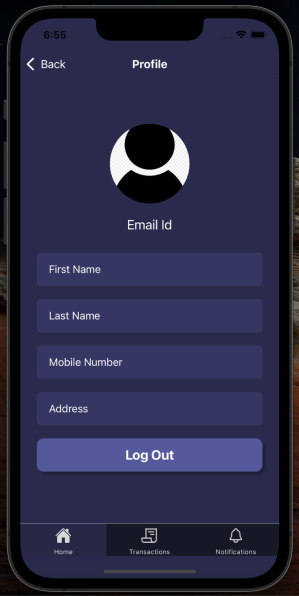 6:55
Back
Profile
Email Id
First Name
Last Name
Mobile Number
Address
Log Out
Home
Transactions
Notifications